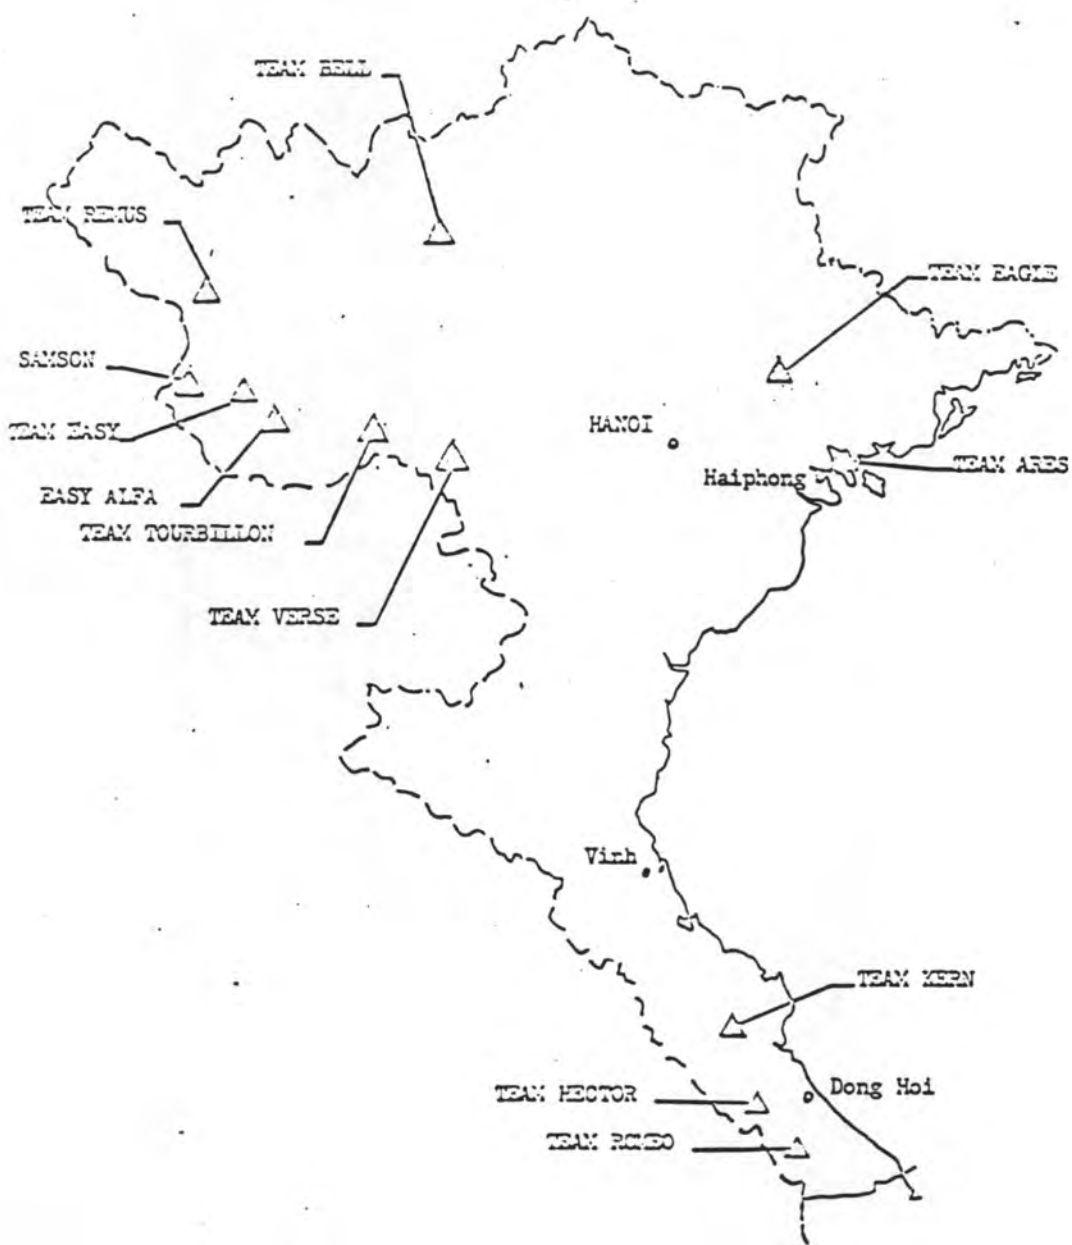 TEAM BELL
TEAM REMUS
TEAM EAGLE
SAMSON
TEAM EASY
HANOI
EASY ALFA
Haiphong
TEAM ARES
TEAM TOURBILLON
TEAM VERSE
Vinh
TEAM KERN
Dong Hoi
TEAM HECTOR
TEAM ROMEO